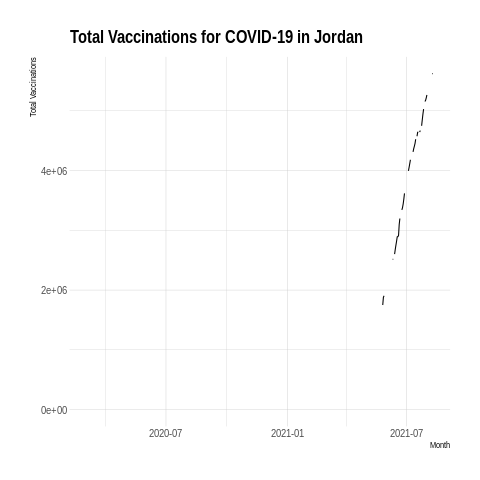 Total Vaccinations for COVID-19 in Jordan
Total Vaccinations
4e+06
2e+06
0e+00
2020-07
2021-01
2021-07
Month